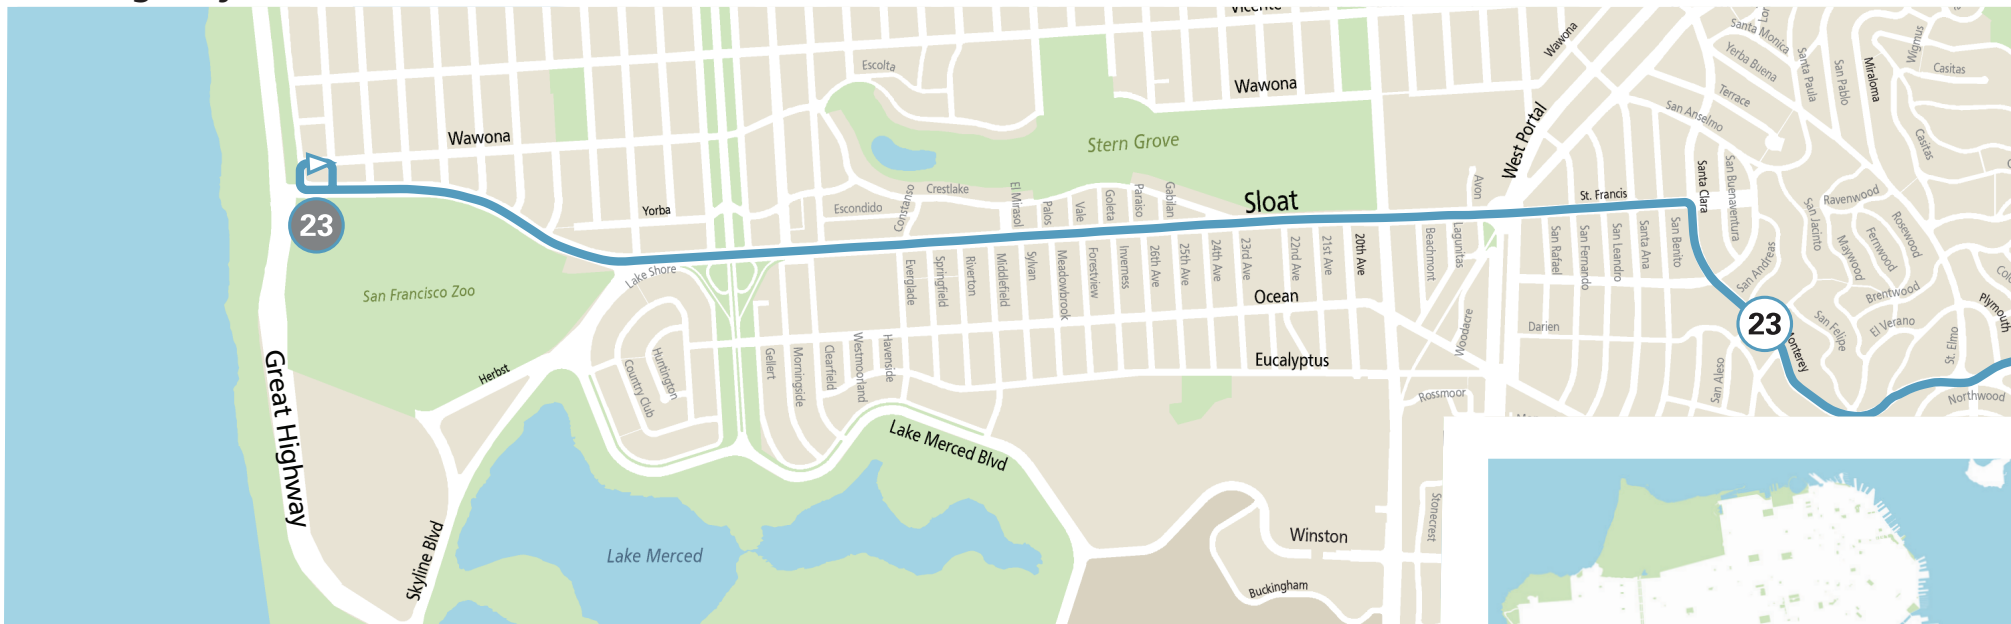 Vicente
Wawona
Santa Monica
Yerba Buena
Terrace
San Anselmo
Santa Paula
San Pablo
Miraloma
Wigmus
Casitas
Casitas
Escolta
Wawona
Wawona
Stern Grove
West Portal
23
Yorba
Escondido
Constanso
Crestlake
El Mirasol
Palos
Vale
Goleta
Paraiso
Gabilan
Sloat
Avon
St. Francis
Santa Clara
San Buenaventura
San Jacinto
Ravenwood
Rosewood
Fernwood
Maywood
Brentwood
El Verano
San Felipe
St. Elmo
Plymouth
San Andreas
23
Monterey
Northwood
San Francisco Zoo
Lake Shore
Everglade
Springfield
Riverton
Middlefield
Sylvan
Meadowbrook
Forestview
Inverness
26th Ave
25th Ave
24th Ave
23rd Ave
22nd Ave
21st Ave
20th Ave
Beachmont
Lagunitas
San Rafael
San Fernando
San Leandro
Santa Ana
San Benito
Ocean
Darien
Woodacre
San Aleso
Great Highway
Herbst
Country Club
Huntington
Gellert
Morningside
Clearfield
Westmoorland
Havenside
Eucalyptus
Rossmoor
Lake Merced Blvd
Skyline Blvd
Lake Merced
Winston
Stonecrest
Buckingham